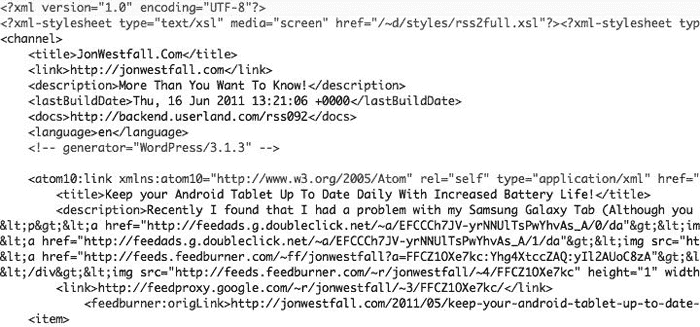 <?xml version="1.0" encoding="UTF-8"?>
<?xml-stylesheet type="text/xsl" media="screen" href="/~d/styles/rss2full.xsl"?><?xml-stylesheet typ
<channel>
<title>JonWestfall.Com</title>
<link>http://jonwestfall.com</link>
<description>More Than You Want To Know!</description>
<lastBuildDate>Thu, 16 Jun 2011 13:21:06 +0000</lastBuildDate>
<docs>http://backend.userland.com/rss092</docs>
<language>en</language>
<!-- generator="WordPress/3.1.3" -->
<atom10:link xmlns:atom10="http://www.w3.org/2005/Atom" rel="self" type="application/xml" href="
<title>Keep your Android Tablet Up To Date Daily With Increased Battery Life!</title>
<description>Recently I found that I had a problem with my Samsung Galaxy Tab (Although you
&lt;p&gt;&lt;a href="http://feedads.g.doubleclick.net/~a/EFCCCh7JV-yrNNUlTsPwYhvAs_A/0/da"&gt;&lt;im
&lt;a href="http://feedads.g.doubleclick.net/~a/EFCCCh7JV-yrNNUlTsPwYhvAs_A/1/da"&gt;&lt;img src="ht
&lt;a href="http://feeds.feedburner.com/~ff/jonwestfall?a=FFCZ1OXe7kc:Yhg4XtccZAQ:yIl2AUoC8zA"&gt;&l
&lt;/div&gt;&lt;img src="http://feeds.feedburner.com/~r/jonwestfall/~4/FFCZ1OXe7kc" height="1" width
<link>http://feedproxy.google.com/~r/jonwestfall/~3/FFCZ1OXe7kc/</link>
<feedburner:origLink>http://jonwestfall.com/2011/05/keep-your-android-tablet-up-to-date-
<item>